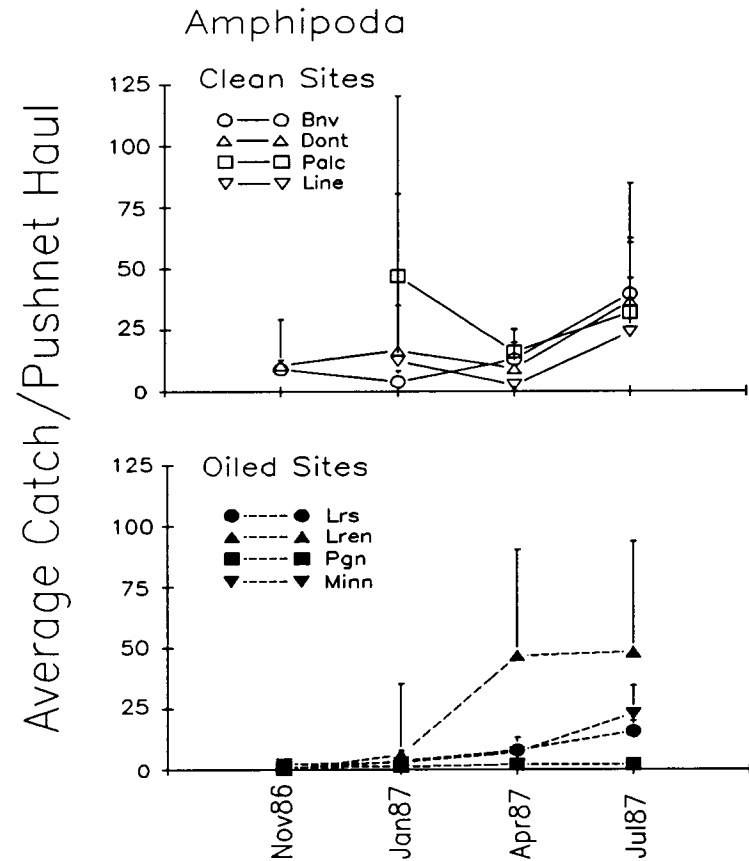 Amphipoda
Average Catch/Pushnet Haul
Clean Sites
125
100
75
50
25
0
Bnv
Dont
Palc
Line
Oiled Sites
125
100
75
50
25
0
Lrs
Lren
Pgn
Minn
Nov86
Jan87
Apr87
Jul87